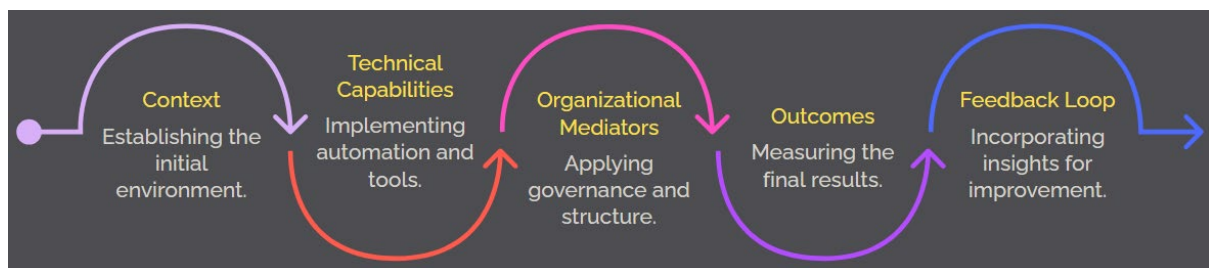 Context
Establishing the
initial
environment.
Technical
Capabilities
Implementing
automation and
tools.
Organizational
Mediators
Applying
governance and
structure.
Outcomes
Measuring the
final results.
Feedback Loop
Incorporating
insights for
improvement.